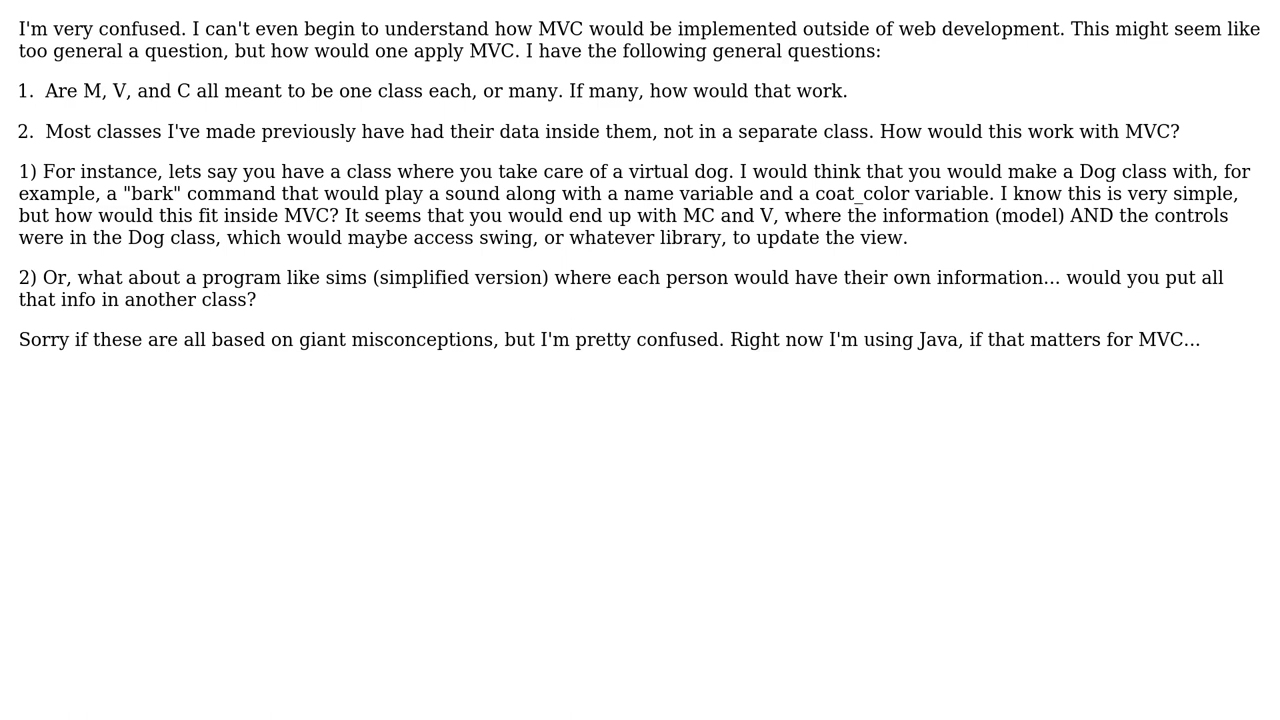 I'm very confused. I can't even begin to understand how MVC would be implemented outside of web development. This might seem like
too general a question, but how would one apply MVC. I have the following general questions:
1. Are M, V, and C all meant to be one class each, or many. If many, how would that work.
2. Most classes I've made previously have had their data inside them, not in a separate class. How would this work with MVC?
1) For instance, lets say you have a class where you take care of a virtual dog. I would think that you would make a Dog class with, for
example, a "bark" command that would play a sound along with a name variable and a coat_color variable. I know this is very simple,
but how would this fit inside MVC? It seems that you would end up with MC and V, where the information (model) AND the controls
were in the Dog class, which would maybe access swing, or whatever library, to update the view.
2) Or, what about a program like sims (simplified version) where each person would have their own information... would you put all
that info in another class?
Sorry if these are all based on giant misconceptions, but I'm pretty confused. Right now I'm using Java, if that matters for MVC...